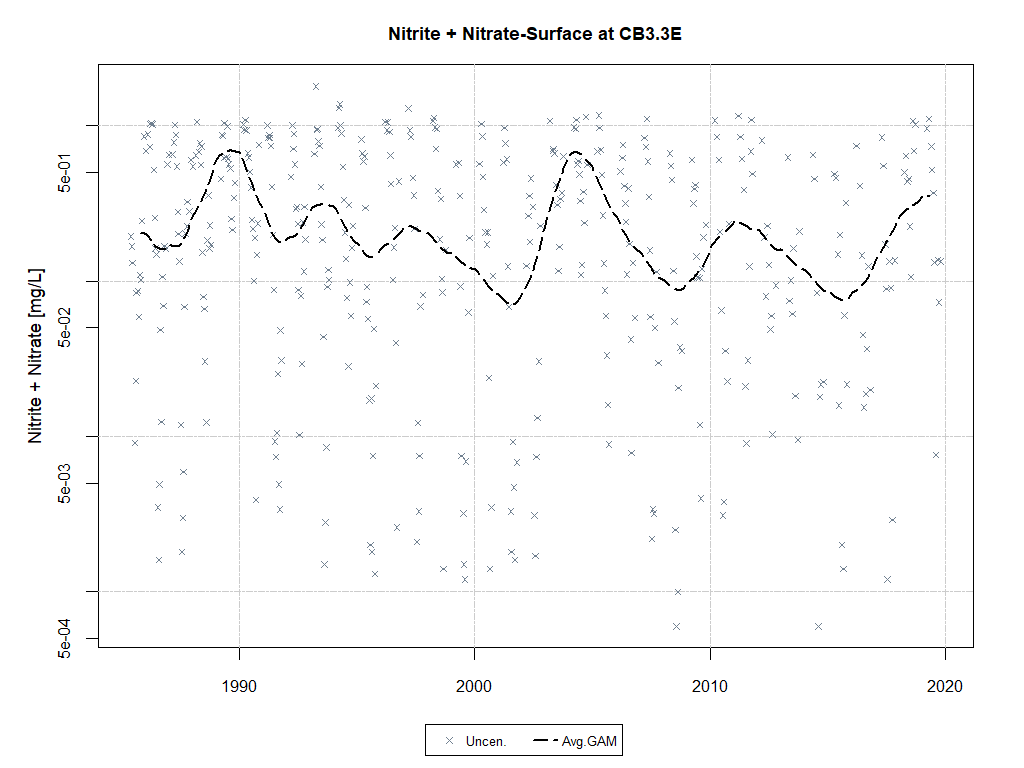 Nitrite + Nitrate-Surface at CB3.3E
Nitrite + Nitrate [mg/L]
5e-01
5e-02
5e-03
5e-04
1990 2000 2010 2020
Uncen. Avg.GAM